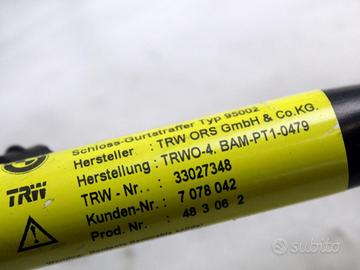 Schloss-Gurtstraffer Typ 95002
Hersteller : TRW ORS GmbH & Co.KG.
Herstellung : TRWO-4. BAM-PT1-0479
TRW - Nr. : 33027348
Kunden-Nr. : 7 078 042
Prod. Nr. : 48 3 06 2
TRW
subito